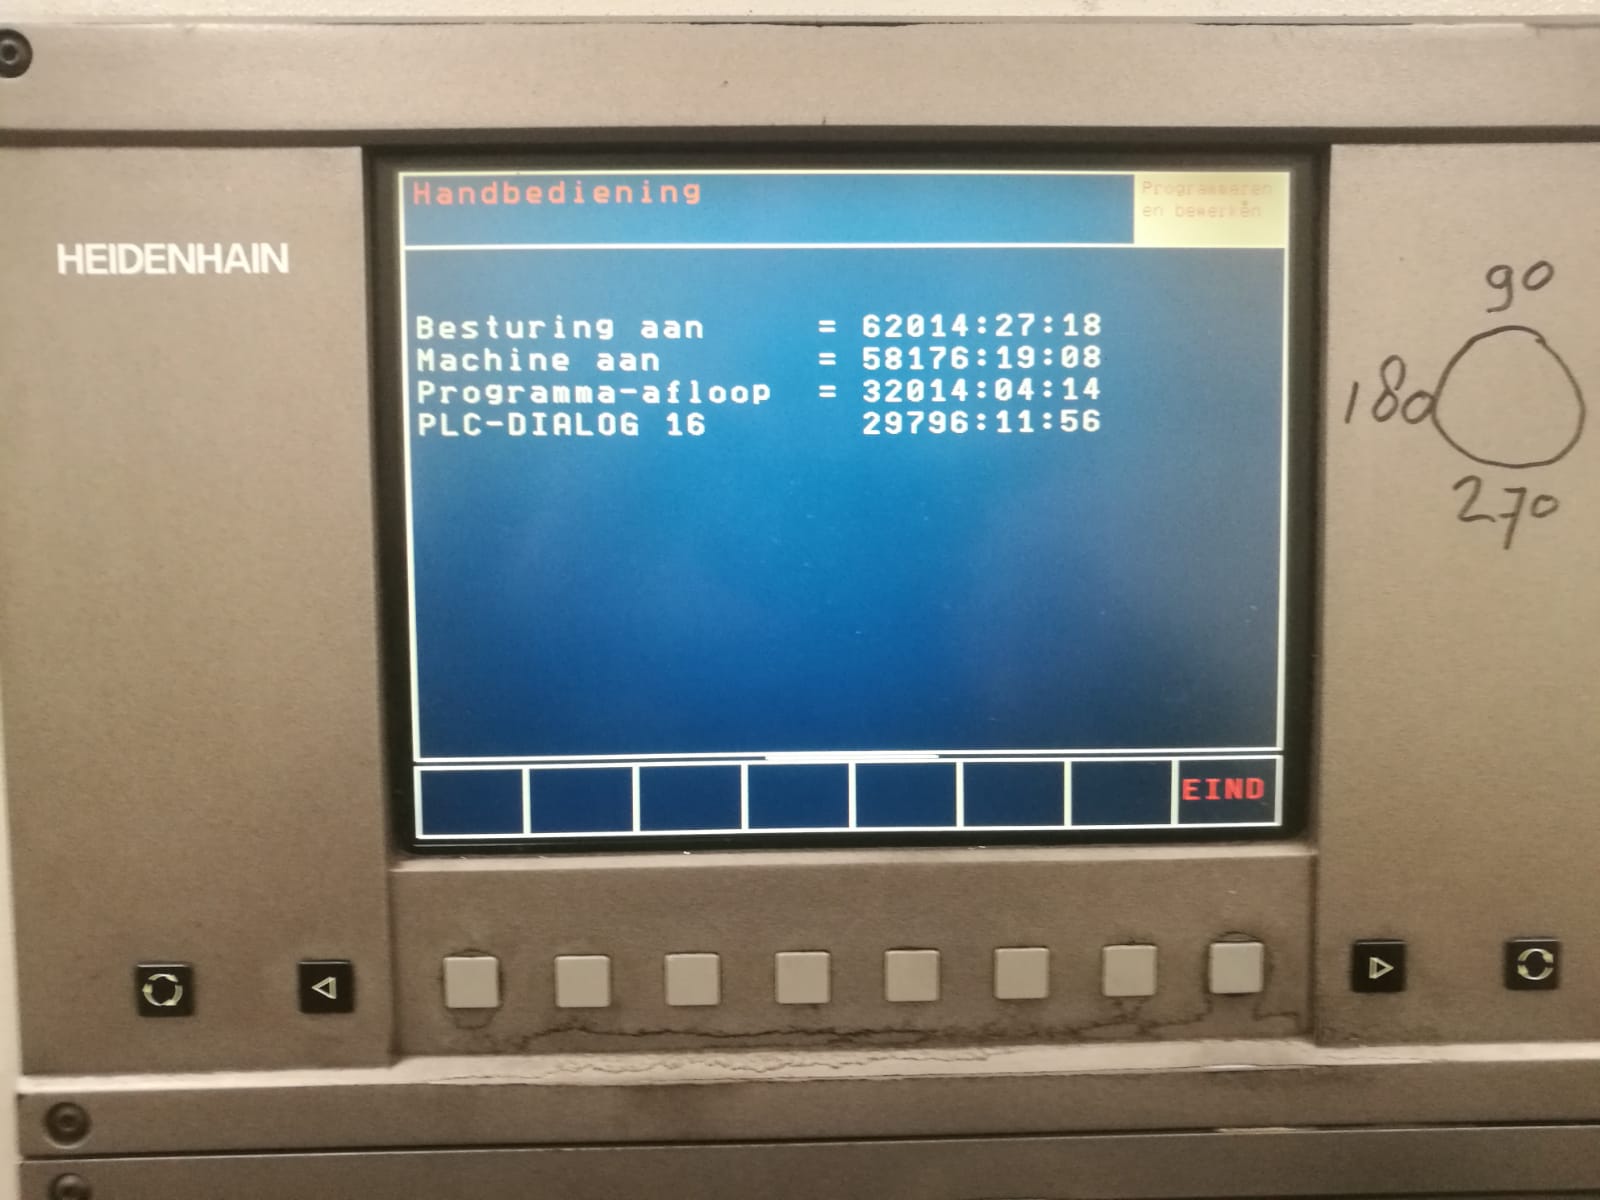 Handbediening
Programmeren
en bewerken
HEIDENHAIN
Besturing aan = 62014:27:18
Machine aan = 58176:19:08
Programma-afloop = 32014:04:14
PLC-DIALOG 16 29796:11:56
EIND
90
180
270